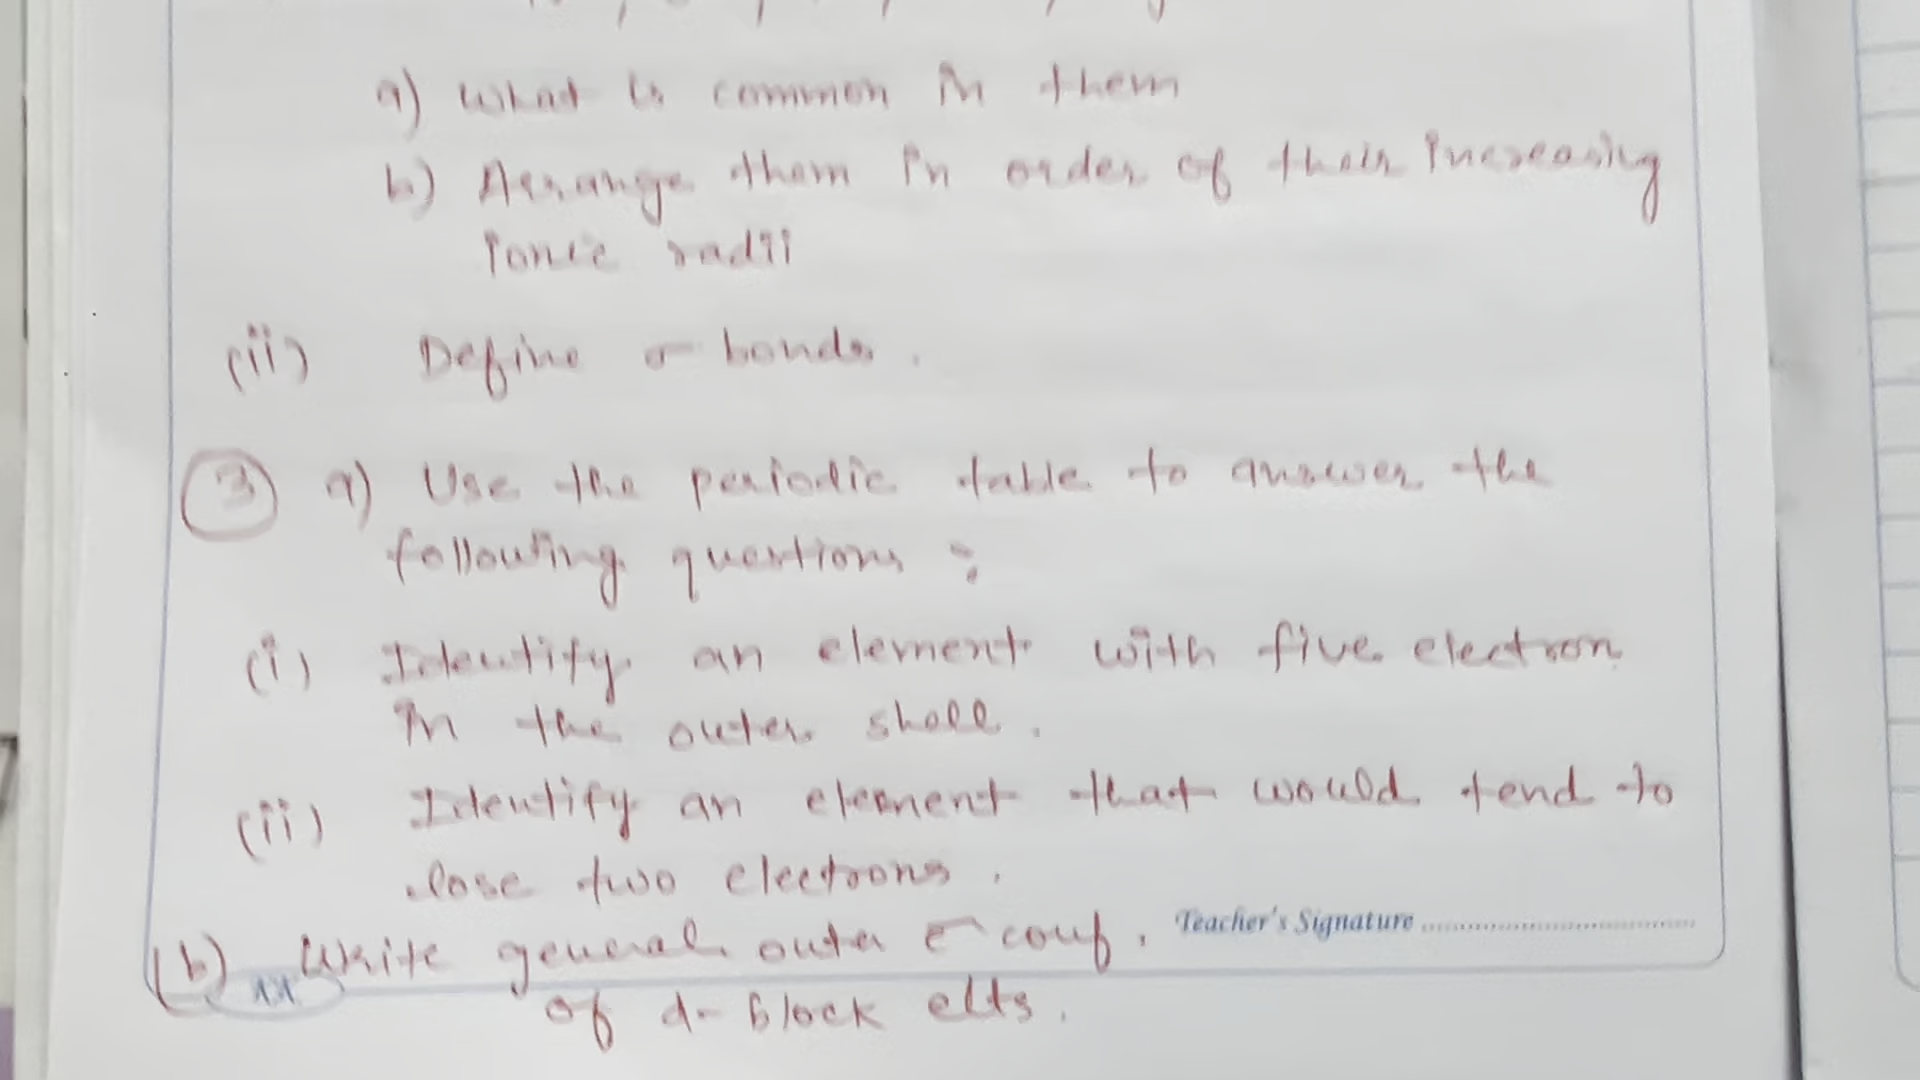 a) What is common in them
b) Arrange them in order of their increasing
ionic radii
(ii) Define σ bonds.
3 a) Use the periodic table to answer the
following questions :
(i) Identify an element with five electron
in the outer shell.
(ii) Identify an element that would tend to
lose two electrons.
Teacher's Signature
(b) Write general outer e⁻ conf.
of d-block elts.